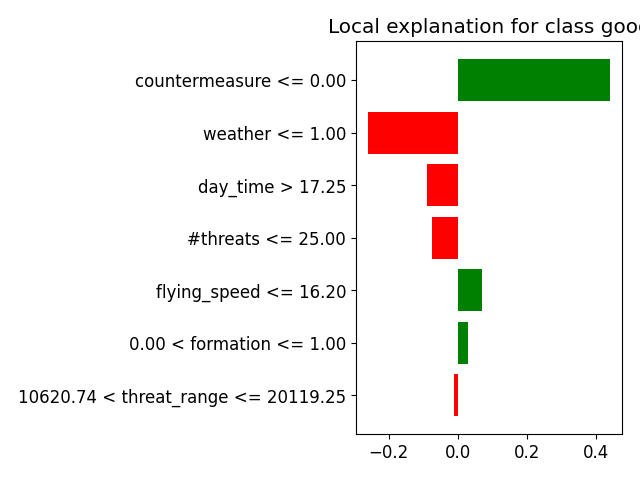 Local explanation for class good
countermeasure <= 0.00
weather <= 1.00
day_time > 17.25
#threats <= 25.00
flying_speed <= 16.20
0.00 < formation <= 1.00
10620.74 < threat_range <= 20119.25
−0.2 0.0 0.2 0.4